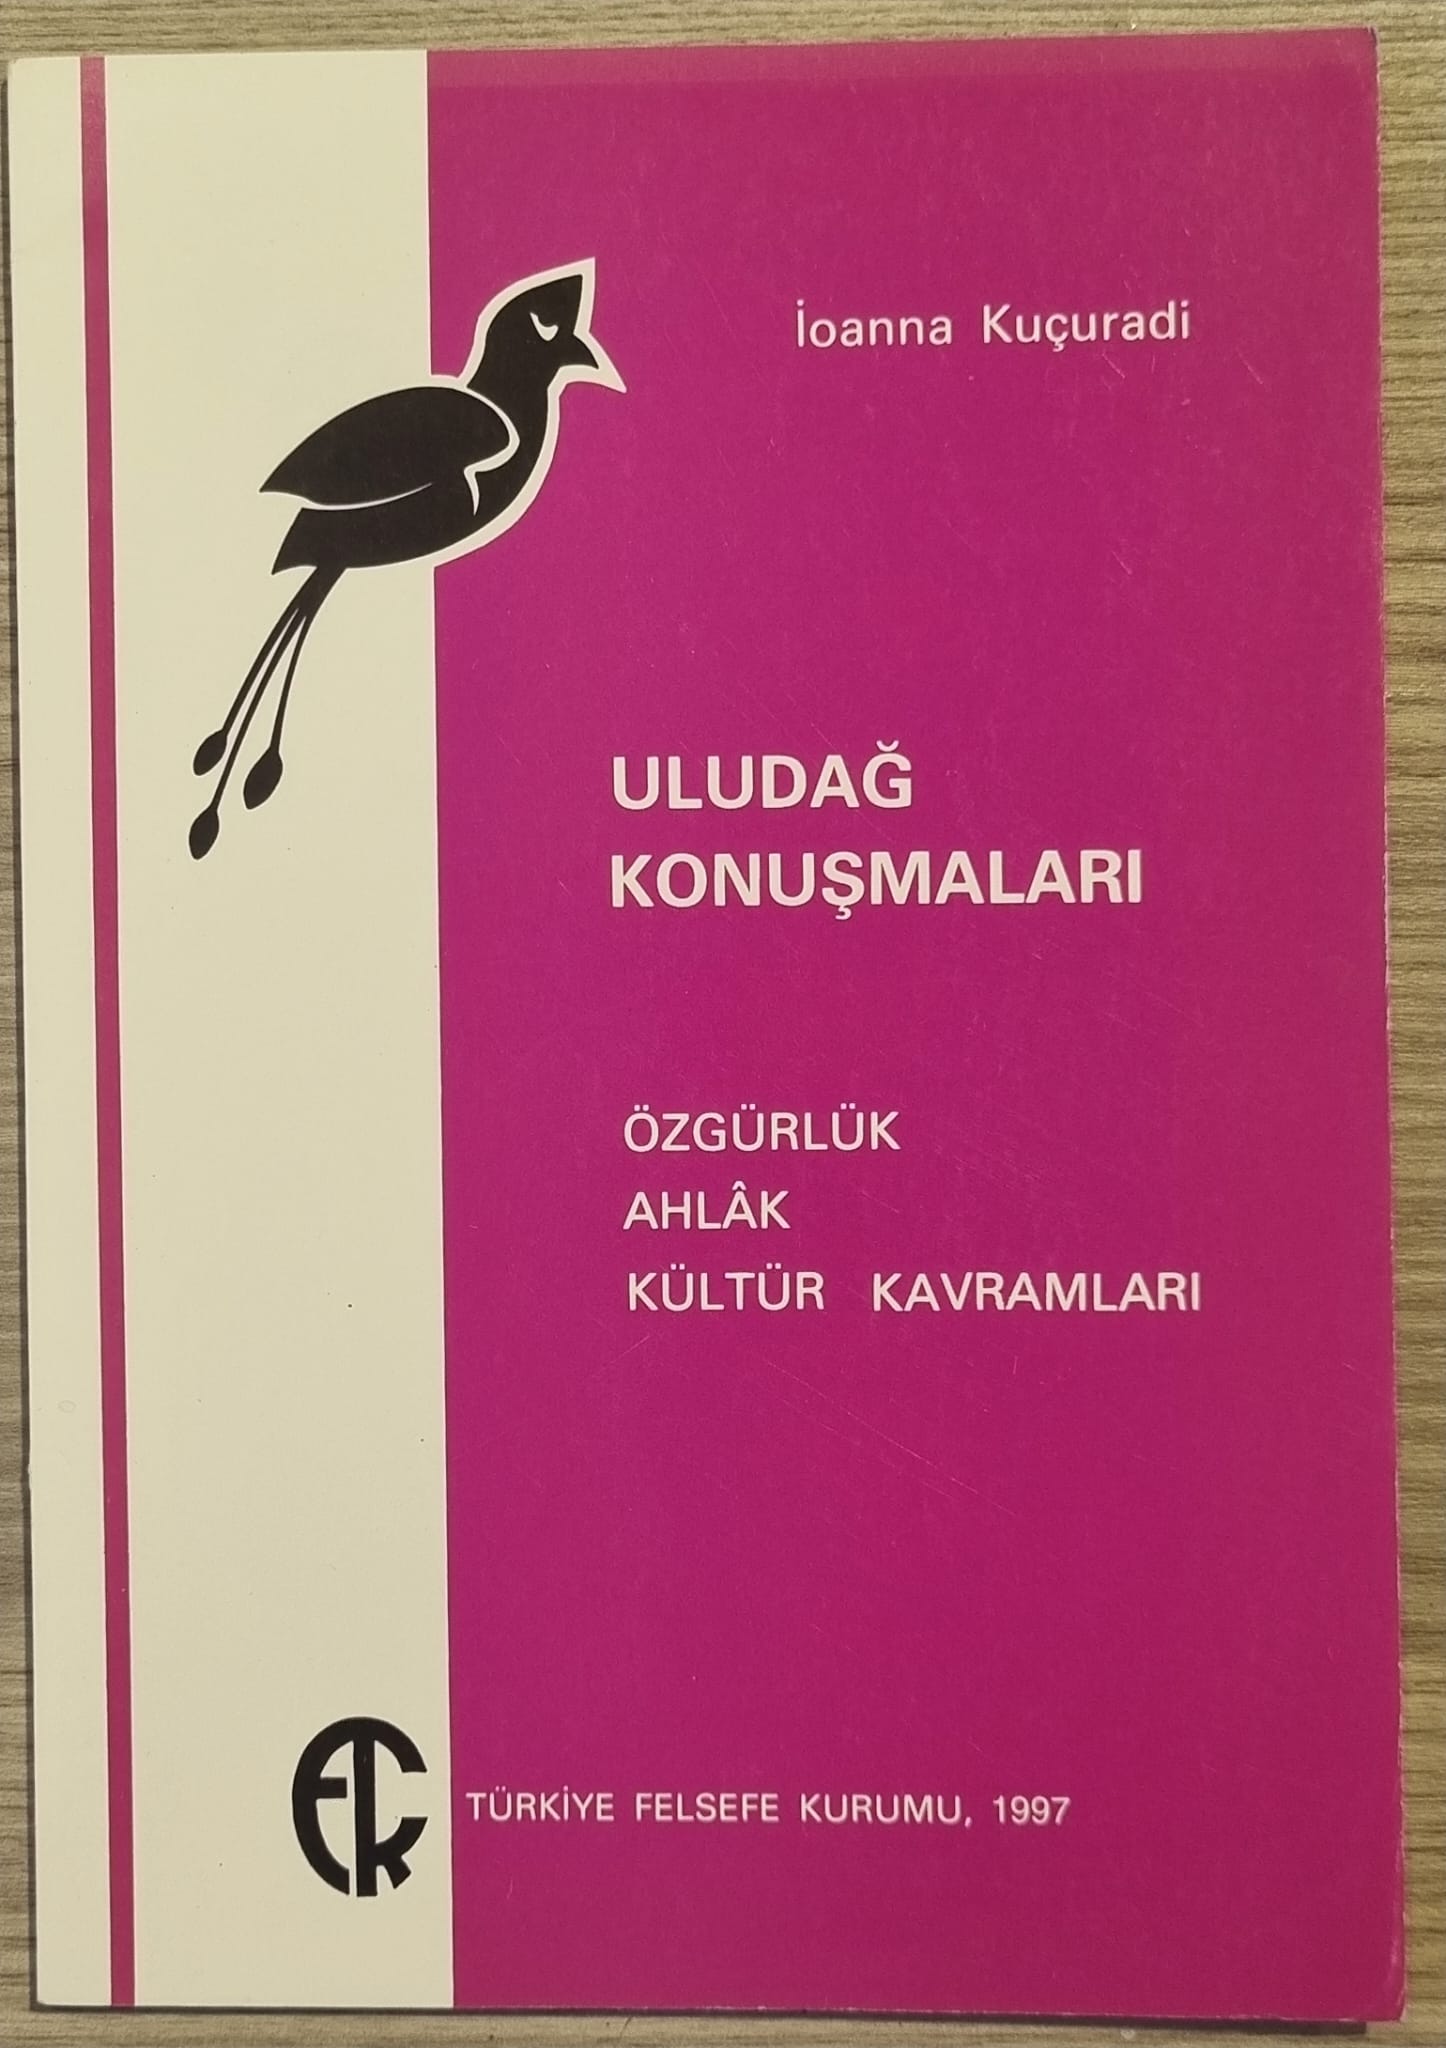 İoanna Kuçuradi
ULUDAĞ
KONUŞMALARI
ÖZGÜRLÜK
AHLÂK
KÜLTÜR KAVRAMLARI
TÜRKİYE FELSEFE KURUMU, 1997